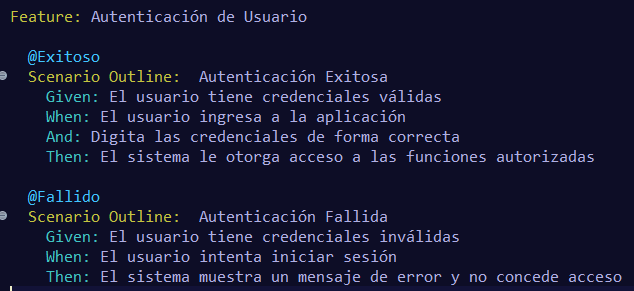 Feature: Autenticación de Usuario
@Exitoso
Scenario Outline:  Autenticación Exitosa
Given: El usuario tiene credenciales válidas
When: El usuario ingresa a la aplicación
And: Digita las credenciales de forma correcta
Then: El sistema le otorga acceso a las funciones autorizadas
@Fallido
Scenario Outline:  Autenticación Fallida
Given: El usuario tiene credenciales inválidas
When: El usuario intenta iniciar sesión
Then: El sistema muestra un mensaje de error y no concede acceso